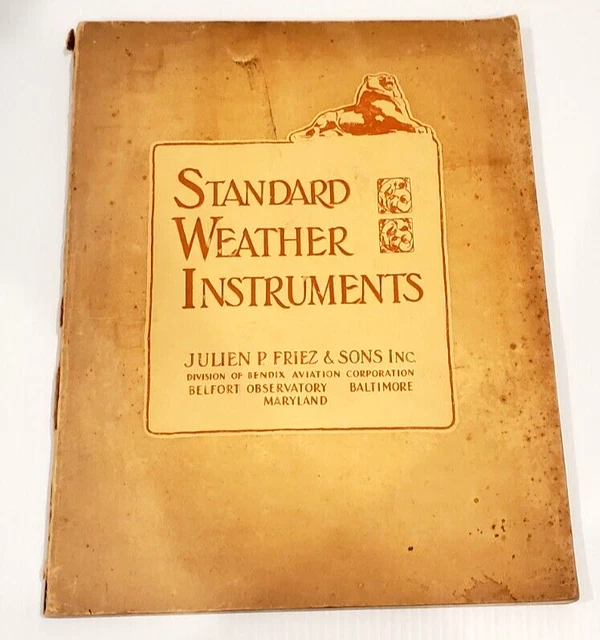 STANDARD
WEATHER
INSTRUMENTS
JULIEN P FRIEZ & SONS INC
DIVISION OF BENDIX AVIATION CORPORATION
BELFORT OBSERVATORY BALTIMORE
MARYLAND